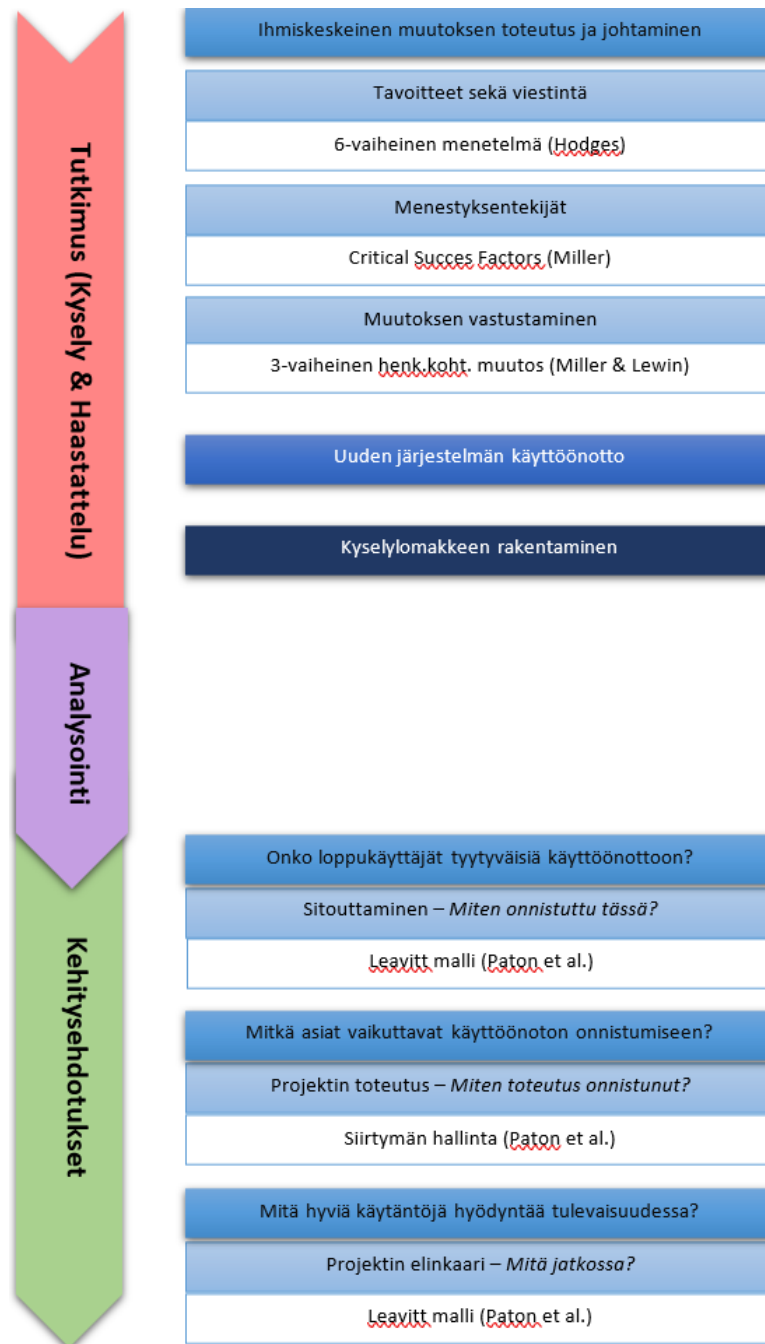 Tutkimus (Kysely & Haastattelu)
Ihmiskeskeinen muutoksen toteutus ja johtaminen
Tavoitteet sekä viestintä
6-vaiheinen menetelmä (Hodges)
Menestyksentekijät
Critical Succes Factors (Miller)
Muutoksen vastustaminen
3-vaiheinen henk.koht. muutos (Miller & Lewin)
Uuden järjestelmän käyttöönotto
Kyselylomakkeen rakentaminen
Analysointi
Kehitysehdotukset
Onko loppukäyttäjät tyytyväisiä käyttöönottoon?
Sitouttaminen – Miten onnistuttu tässä?
Leavitt malli (Paton et al.)
Mitkä asiat vaikuttavat käyttöönoton onnistumiseen?
Projektin toteutus – Miten toteutus onnistunut?
Siirtymän hallinta (Paton et al.)
Mitä hyviä käytäntöjä hyödyntää tulevaisuudessa?
Projektin elinkaari – Mitä jatkossa?
Leavitt malli (Paton et al.)